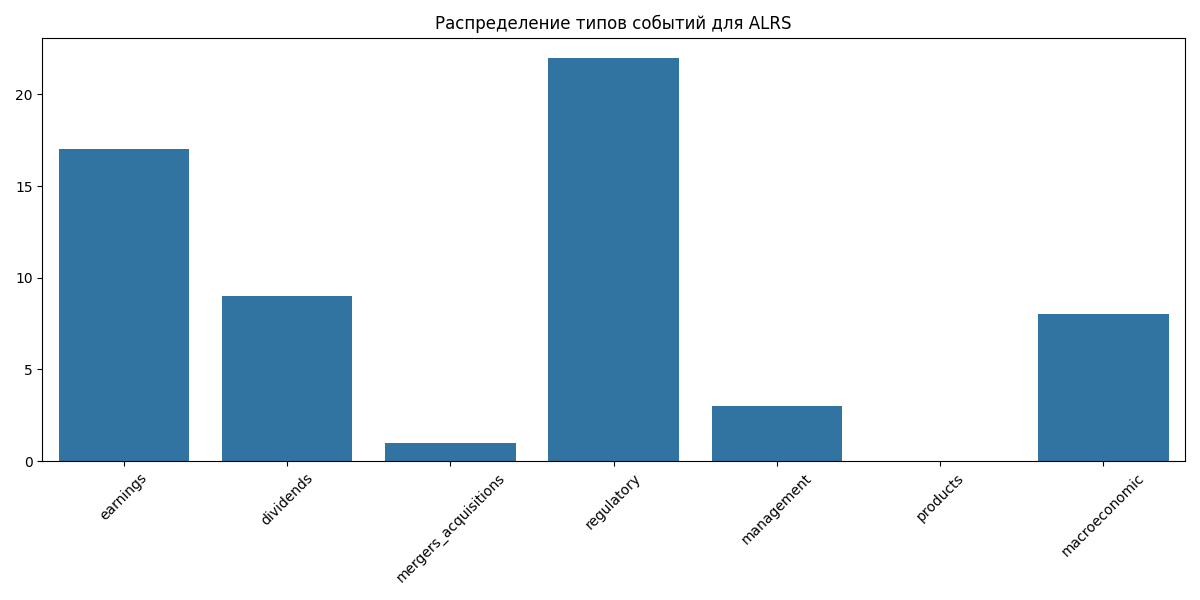 Распределение типов событий для ALRS
20
15
10
5
0
earnings
dividends
mergers_acquisitions
regulatory
management
products
macroeconomic